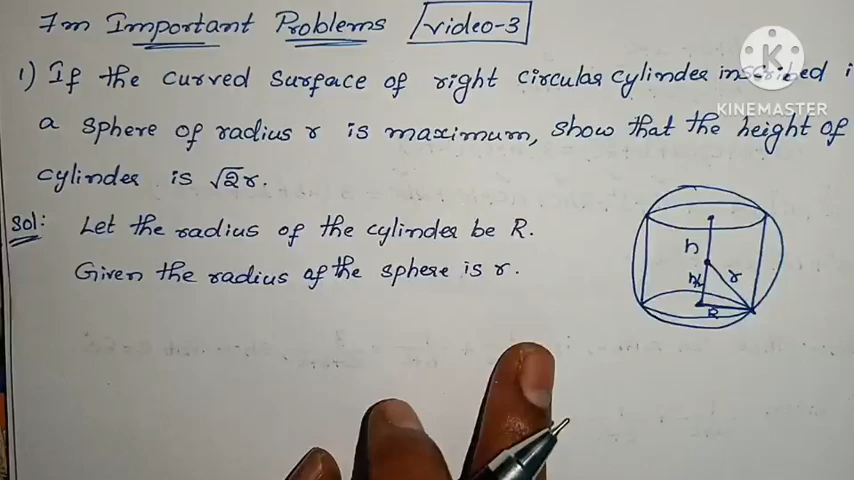 7m Important Problems video-3
1) If the curved surface of right circular cylinder inscribed i
a sphere of radius r is maximum, show that the height of
cylinder is √2r.
Sol: Let the radius of the cylinder be R.
Given the radius of the sphere is r.
h
h/2 r
R
K
KINEMASTER